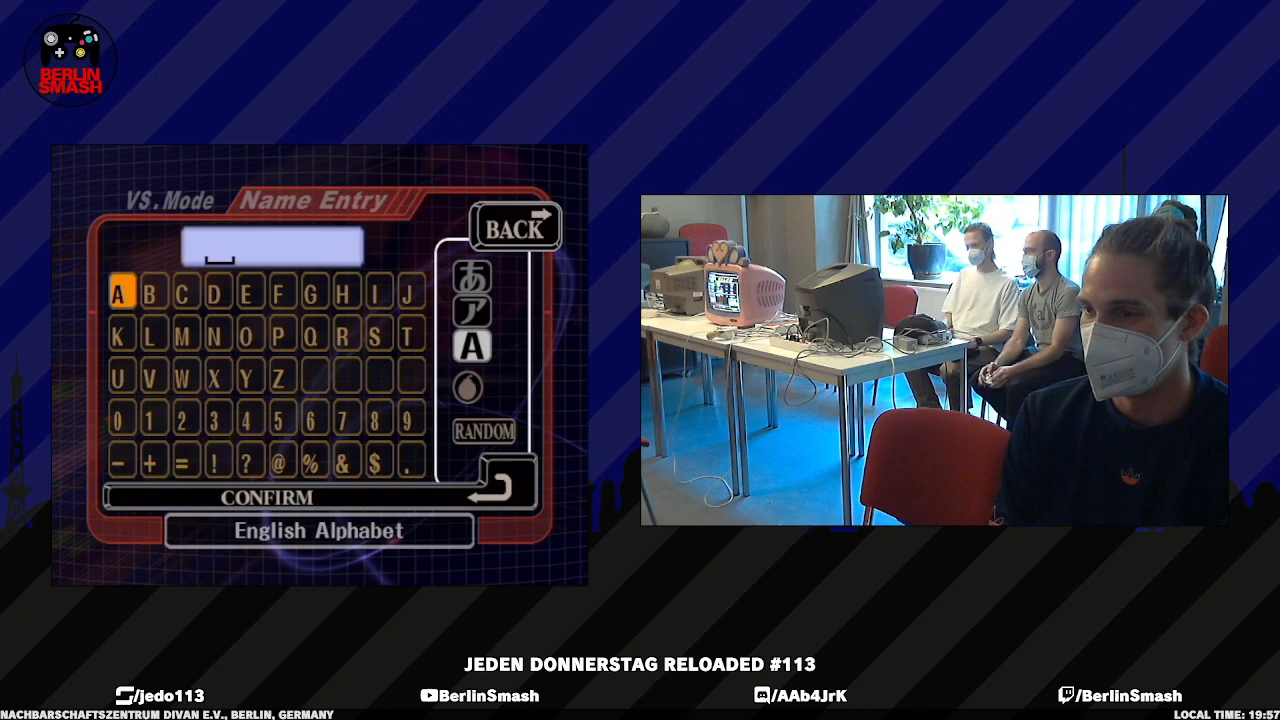 BERLIN
SMASH
VS.Mode
Name Entry
BACK
A B C D E F G H I J
K L M N O P Q R S T
U V W X Y Z
0 1 2 3 4 5 6 7 8 9
- + = ! ? @ % & $ .
あ
ア
A
RANDOM
CONFIRM
English Alphabet
JEDEN DONNERSTAG RELOADED #113
/jedo113
BerlinSmash
/AAb4JrK
/BerlinSmash
NACHBARSCHAFTSZENTRUM DIVAN E.V., BERLIN, GERMANY
LOCAL TIME: 19:57